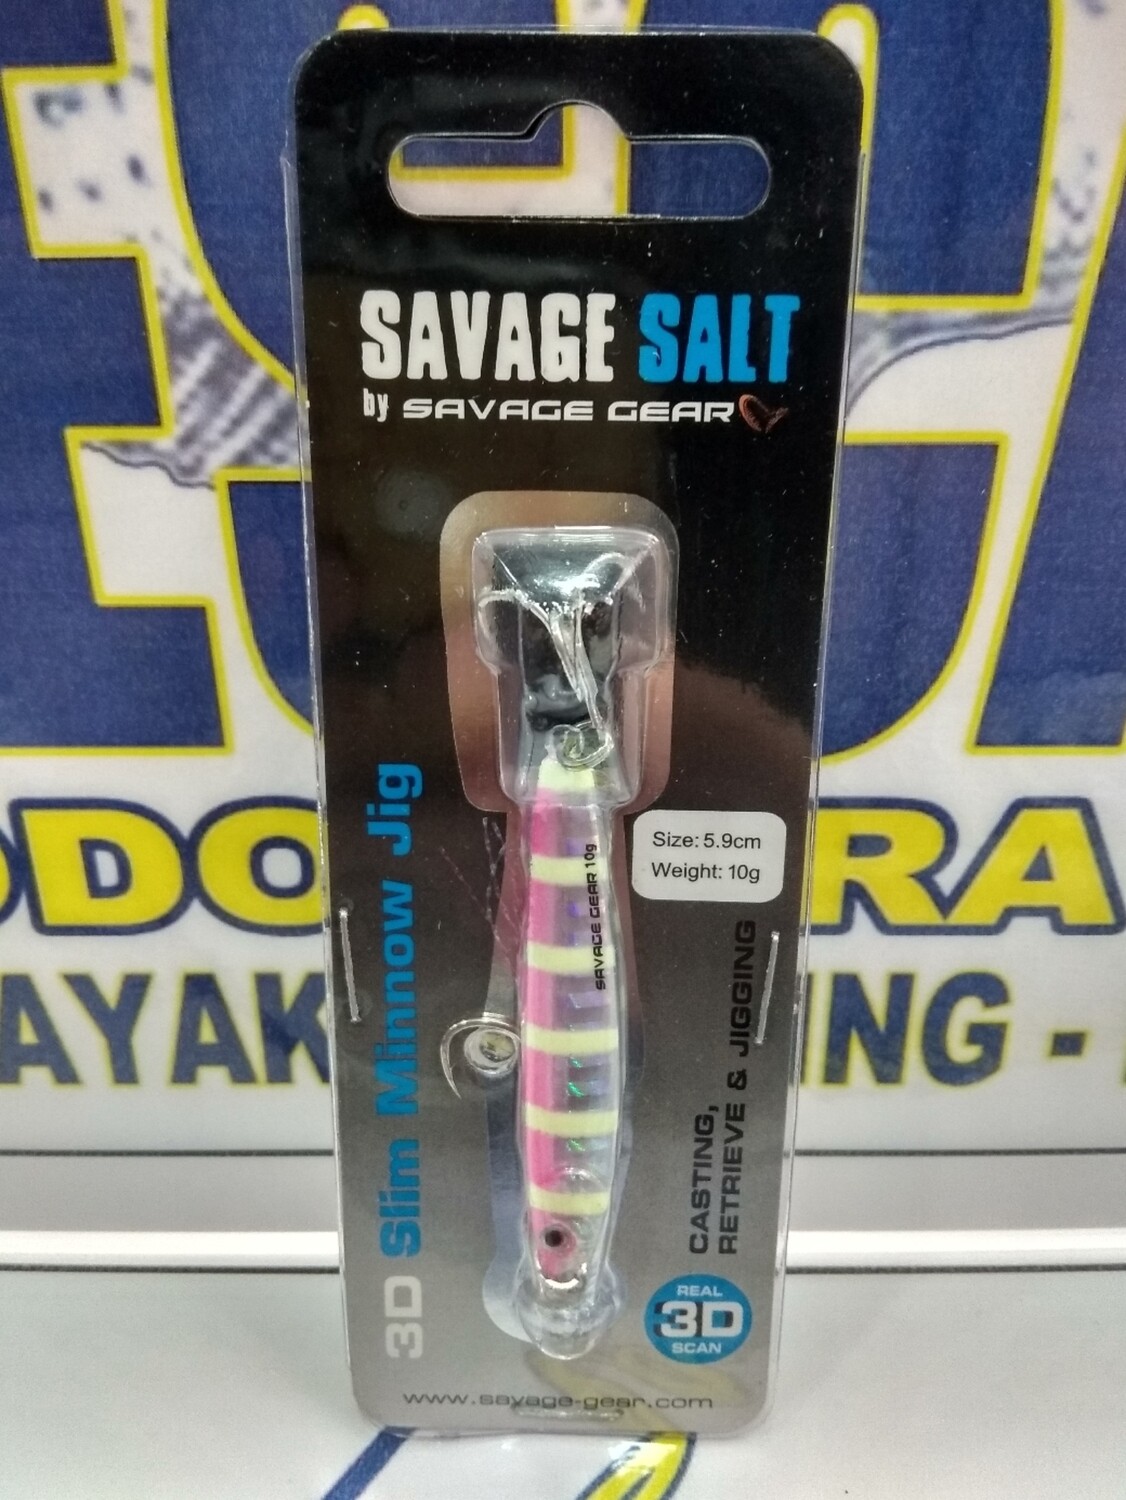 SAVAGE SALT
by SAVAGE GEAR
3D Slim Minnow Jig
Size: 5.9cm
Weight: 10g
SAVAGE GEAR 10g
CASTING,
RETRIEVE & JIGGING
REAL
3D
SCAN
www.savage-gear.com